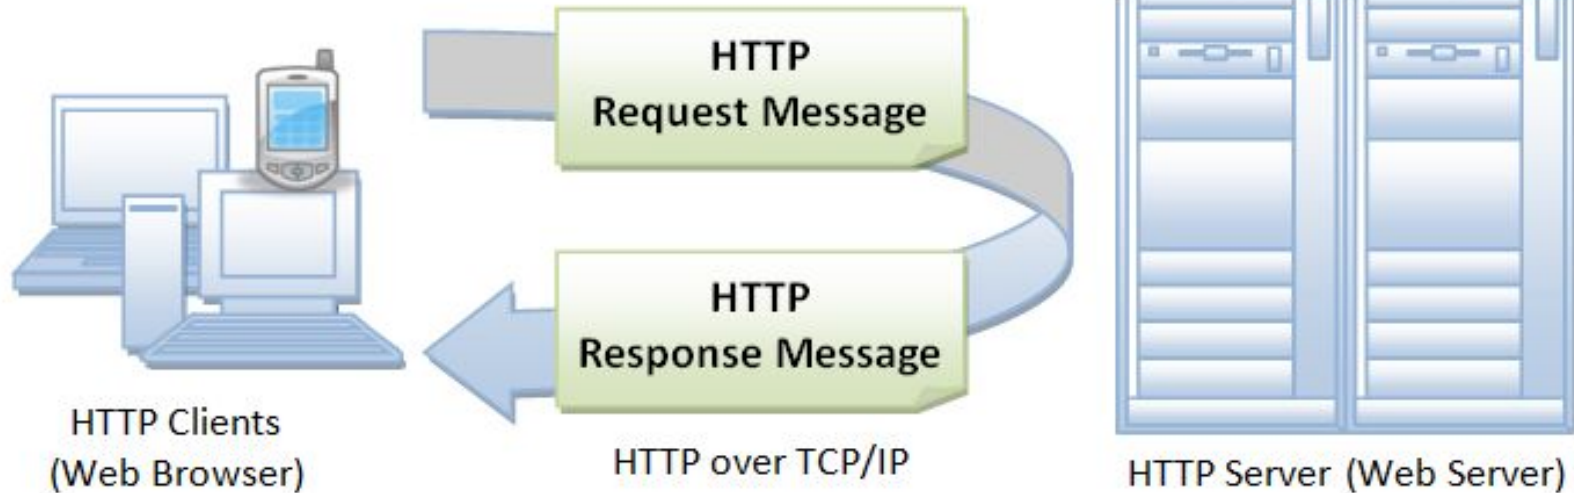 HTTP
Request Message
HTTP
Response Message
HTTP Clients
(Web Browser)
HTTP over TCP/IP
HTTP Server (Web Server)